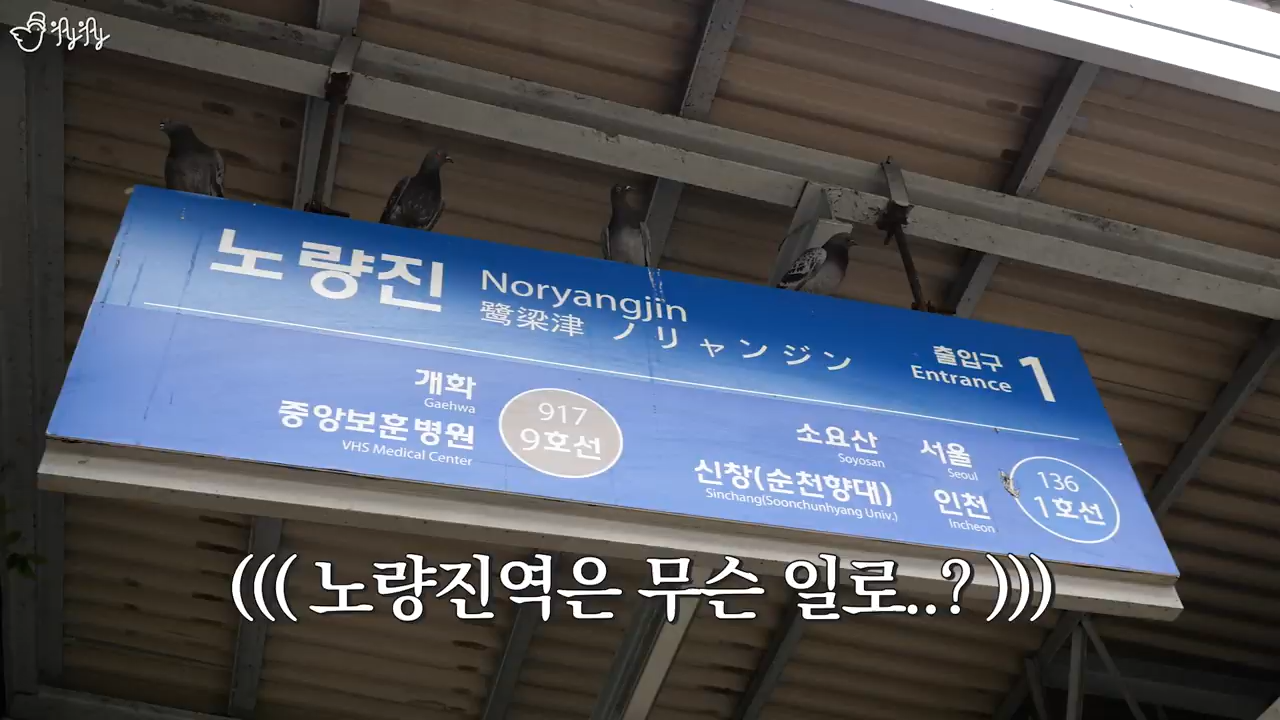 노량진
Noryangjin
鹭梁津 ノリャンジン
출입구
Entrance
1
개화
Gaehwa
중앙보훈병원
VHS Medical Center
917
9호선
소요산
Soyosan
신창(순천향대)
Sinchang(Soonchunhyang Univ.)
서울
Seoul
인천
Incheon
136
1호선
(((노량진역은 무슨 일로..?)))